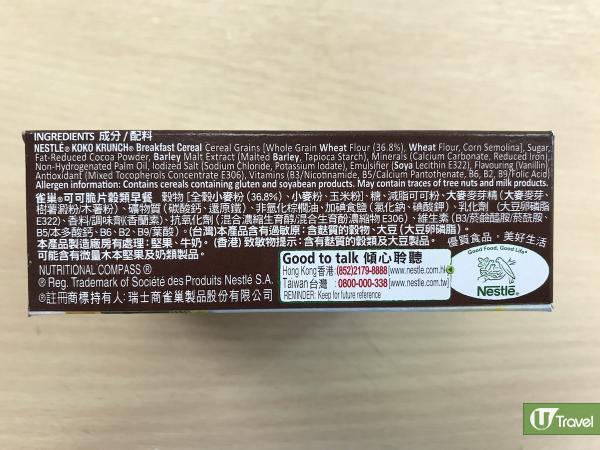 INGREDIENTS 成分/配料
NESTLÉ® KOKO KRUNCH® Breakfast Cereal Cereal Grains [Whole Grain Wheat Flour (36.8%), Wheat Flour, Corn Semolina], Sugar,
Fat-Reduced Cocoa Powder, Barley Malt Extract (Malted Barley, Tapioca Starch), Minerals (Calcium Carbonate, Reduced Iron),
Non-Hydrogenated Palm Oil, Iodized Salt (Sodium Chloride, Potassium Iodate), Emulsifier (Soya Lecithin E322), Flavouring (Vanillin),
Antioxidant (Mixed Tocopherols Concentrate E306), Vitamins (B3/Nicotinamide, B5/Calcium Pantothenate, B6, B2, B9/Folic Acid)
Allergen information: Contains cereals containing gluten and soyabean products. May contain traces of tree nuts and milk products.
雀巢®可可脆片穀類早餐 穀物 [全穀小麥粉 (36.8%)、小麥粉、玉米粉]、糖、減脂可可粉、大麥麥芽精 (大麥麥芽、
樹薯澱粉/木薯粉)、礦物質 (碳酸鈣、還原鐵)、非氫化棕櫚油、加碘食鹽 (氯化鈉、碘酸鉀)、乳化劑 (大豆卵磷脂
E322)、香料/調味劑(香蘭素)、抗氧化劑 (混合濃縮生育醇/混合生育酚濃縮物 E306)、維生素 (B3/菸鹼醯胺/菸酰胺、
B5/本多酸鈣、B6、B2、B9/葉酸)。(台灣)本產品含有過敏原:含麩質的穀物、大豆 (大豆卵磷脂)。
本產品製造廠房有處理:堅果、牛奶。(香港) 致敏物提示:含有麩質的穀類及大豆製品。
可能含有微量木本堅果及奶類製品。
優質食品,美好生活
NUTRITIONAL COMPASS ®
® Reg. Trademark of Société des Produits Nestlé S.A.
®註冊商標持有人:瑞士商雀巢製品股份有限公司
Good to talk 傾心聆聽
Hong Kong香港:(852)2179-8888 www.nestle.com.hk
Taiwan台灣 :0800-000-338 www.nestle.com.tw
REMINDER: Keep for future reference
Good Food, Good Life
Nestlé®
U Travel